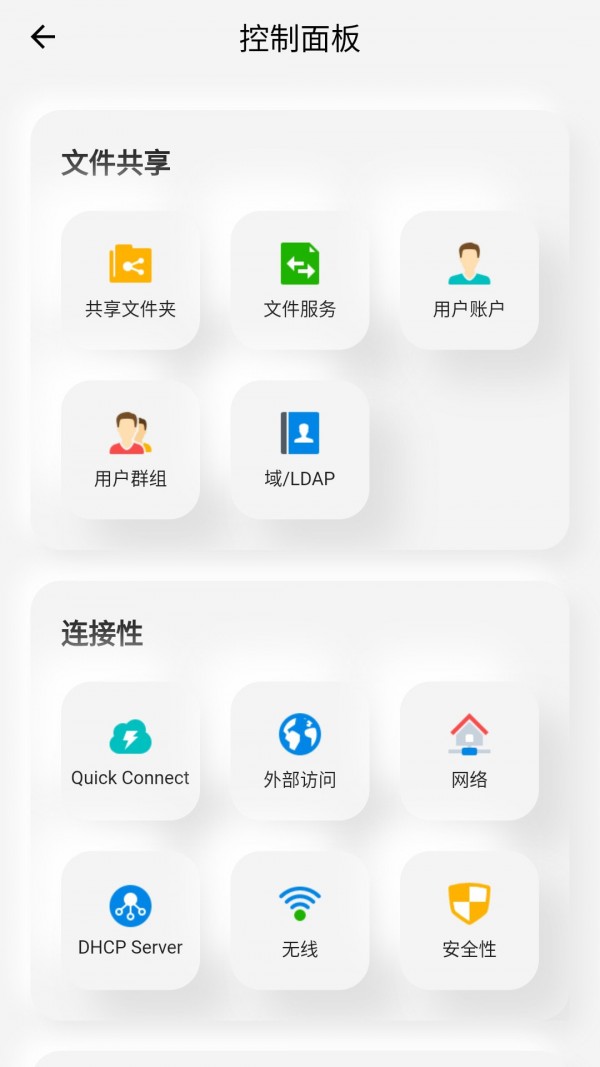 控制面板
文件共享
共享文件夹
文件服务
用户账户
用户群组
域/LDAP
连接性
Quick Connect
外部访问
网络
DHCP Server
无线
安全性